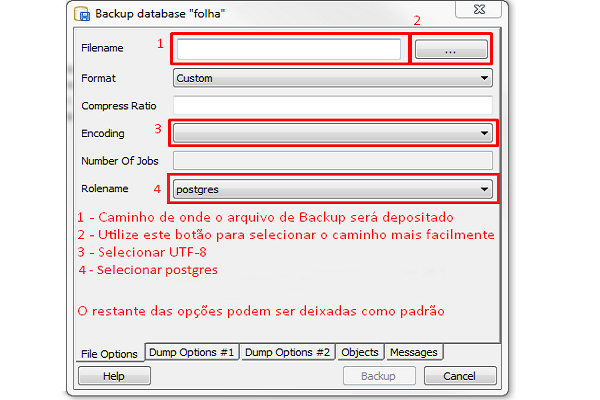 Backup database "folha"
2
Filename 1 ...
Format Custom
Compress Ratio
Encoding 3
Number Of Jobs
Rolename 4 postgres
1 - Caminho de onde o arquivo de Backup será depositado
2 - Utilize este botão para selecionar o caminho mais facilmente
3 - Selecionar UTF-8
4 - Selecionar postgres
O restante das opções podem ser deixadas como padrão
File Options Dump Options #1 Dump Options #2 Objects Messages
Help Backup Cancel